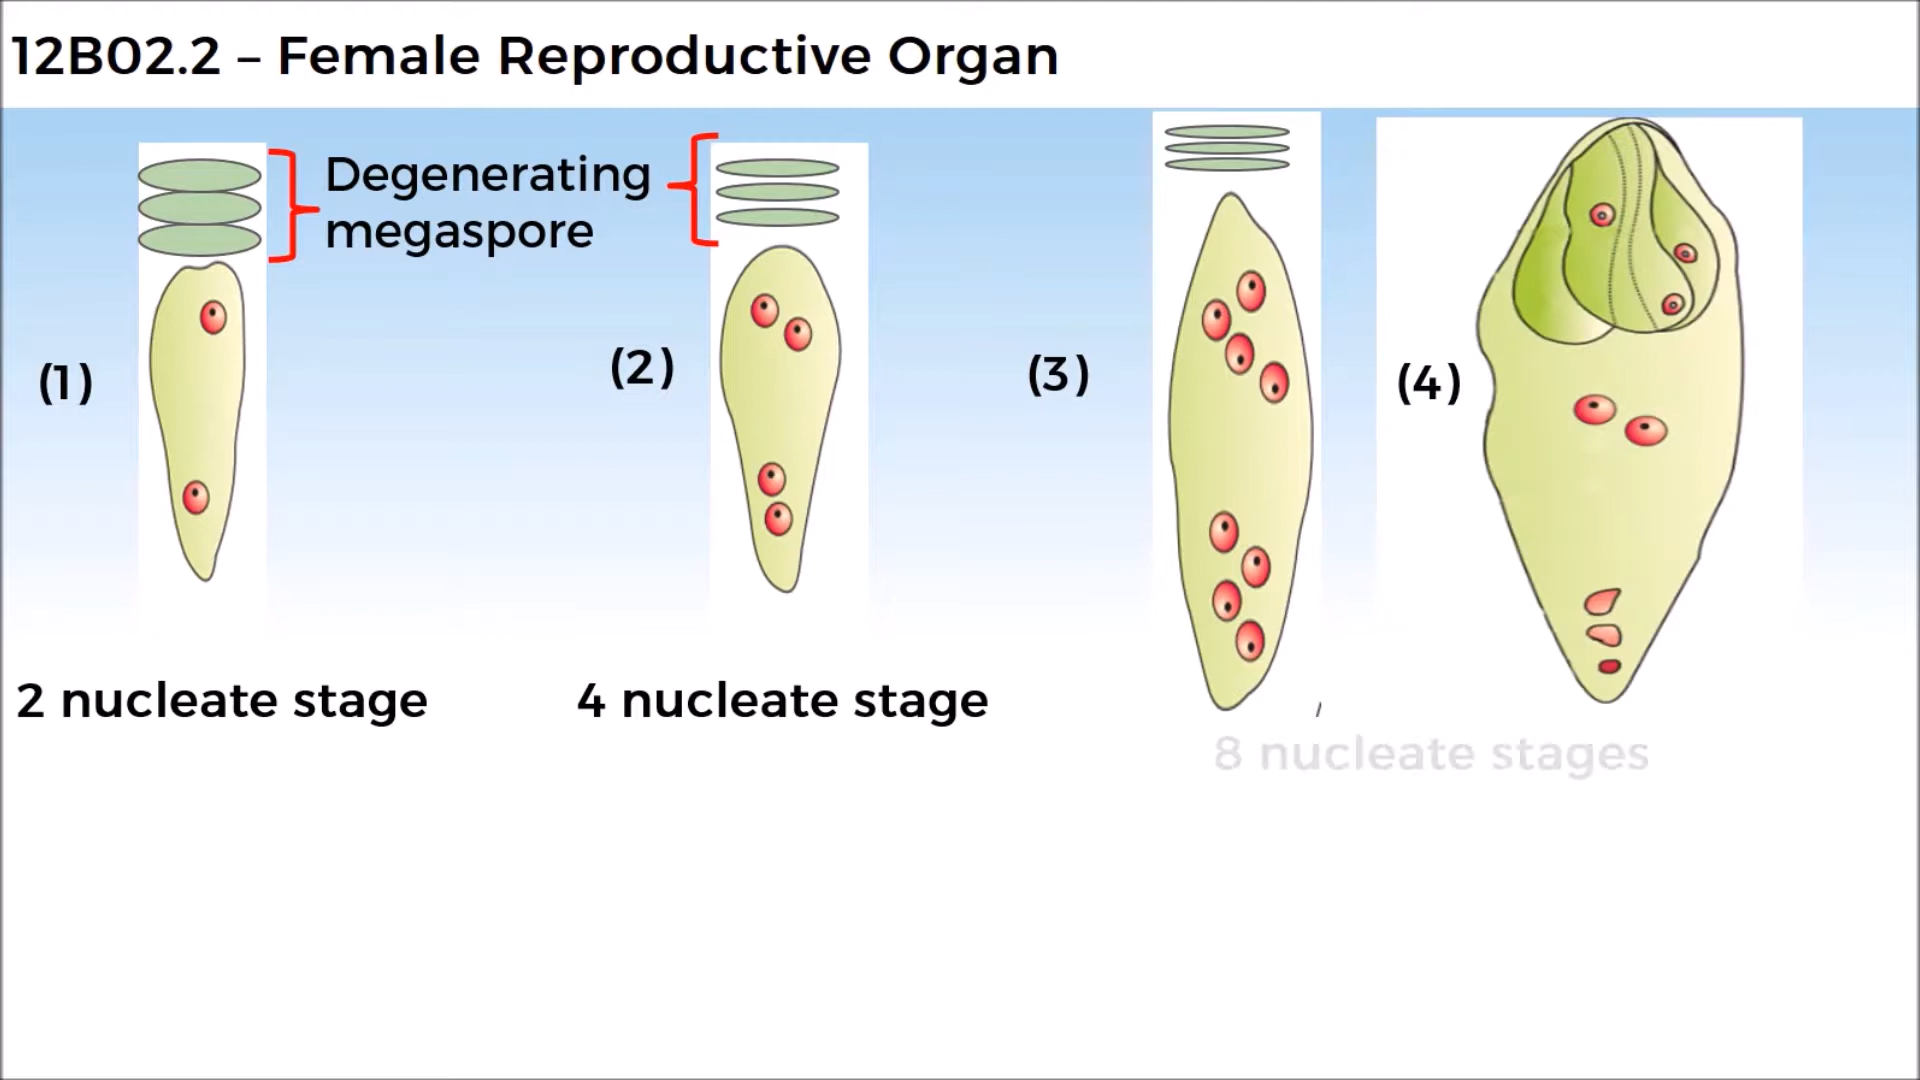 12B02.2 – Female Reproductive Organ
Degenerating
megaspore
(1)
(2)
(3)
(4)
2 nucleate stage
4 nucleate stage
8 nucleate stages